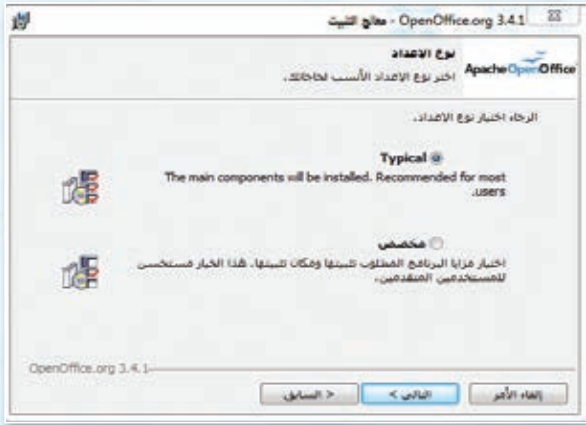 OpenOffice.org 3.4.1 - معالج التثبيت
نوع الإعداد
اختر نوع الإعداد الأنسب لحاجاتك.
Apache OpenOffice
الرجاء اختيار نوع الإعداد.
Typical
The main components will be installed. Recommended for most
.users
مخصص
اختيار مزايا البرنامج المطلوب تثبيتها ومكان تثبيتها. هذا الخيار مستحسن
للمستخدمين المتقدمين.
OpenOffice.org 3.4.1
إلغاء الأمر
التالي >
< السابق